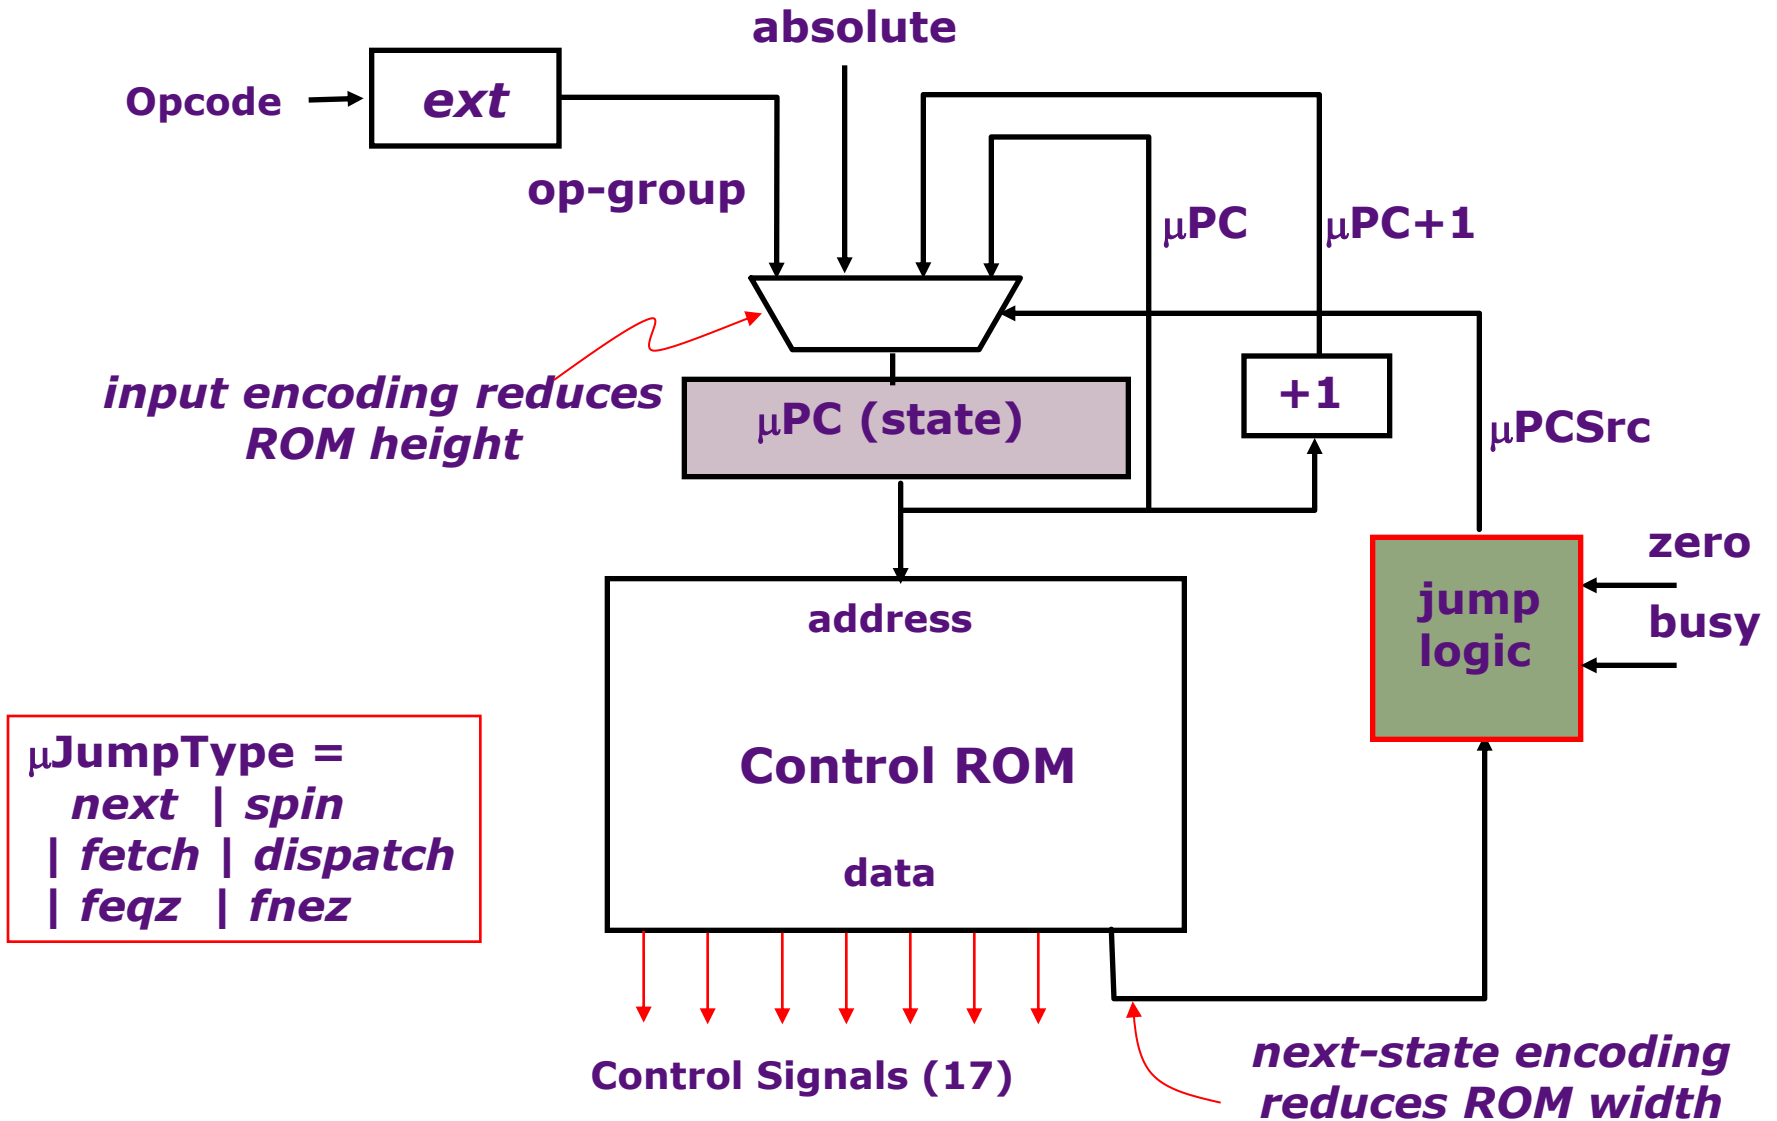 absolute
Opcode
ext
op-group
μPC
μPC+1
input encoding reduces
ROM height
μPC (state)
+1
μPCSrc
zero
busy
jump
logic
address
Control ROM
data
μJumpType =
next | spin
| fetch | dispatch
| feqz | fnez
Control Signals (17)
next-state encoding
reduces ROM width